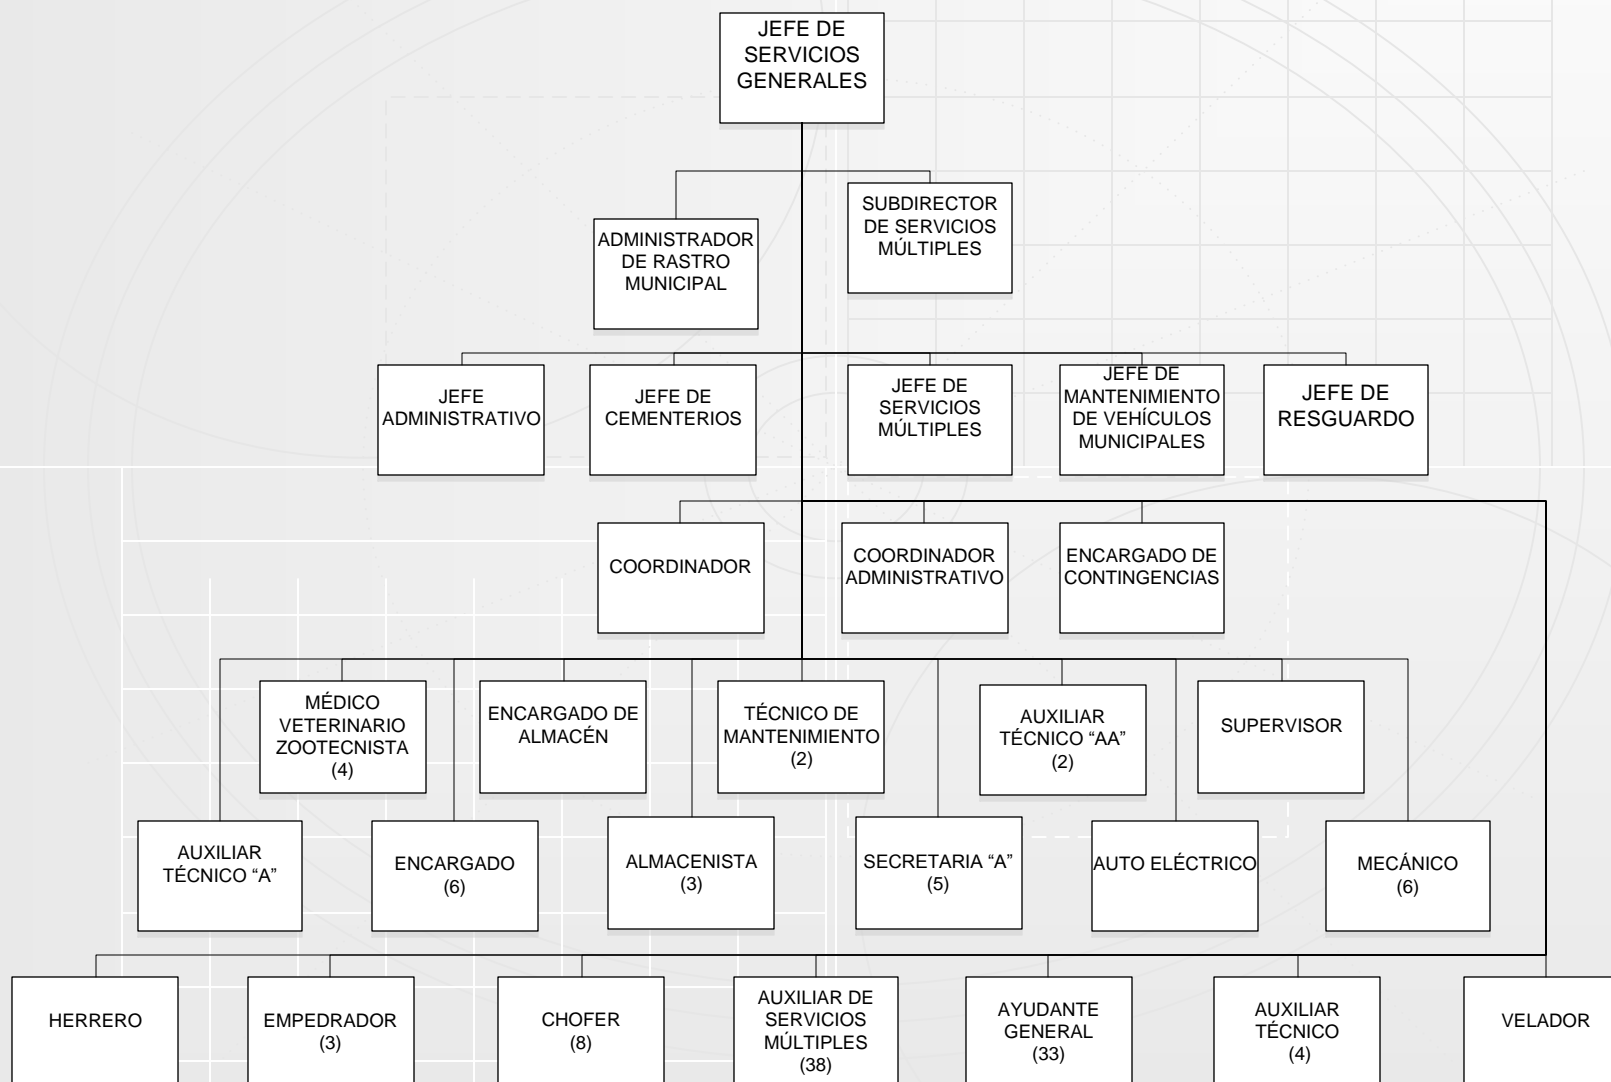 JEFE DE
SERVICIOS
GENERALES
ADMINISTRADOR
DE RASTRO
MUNICIPAL
SUBDIRECTOR
DE SERVICIOS
MÚLTIPLES
JEFE
ADMINISTRATIVO
JEFE DE
CEMENTERIOS
JEFE DE
SERVICIOS
MÚLTIPLES
JEFE DE
MANTENIMIENTO
DE VEHÍCULOS
MUNICIPALES
JEFE DE
RESGUARDO
COORDINADOR
COORDINADOR
ADMINISTRATIVO
ENCARGADO DE
CONTINGENCIAS
MÉDICO
VETERINARIO
ZOOTECNISTA
(4)
ENCARGADO DE
ALMACÉN
TÉCNICO DE
MANTENIMIENTO
(2)
AUXILIAR
TÉCNICO “AA”
(2)
SUPERVISOR
AUXILIAR
TÉCNICO “A”
ENCARGADO
(6)
ALMACENISTA
(3)
SECRETARIA “A”
(5)
AUTO ELÉCTRICO
MECÁNICO
(6)
HERRERO
EMPEDRADOR
(3)
CHOFER
(8)
AUXILIAR DE
SERVICIOS
MÚLTIPLES
(38)
AYUDANTE
GENERAL
(33)
AUXILIAR
TÉCNICO
(4)
VELADOR